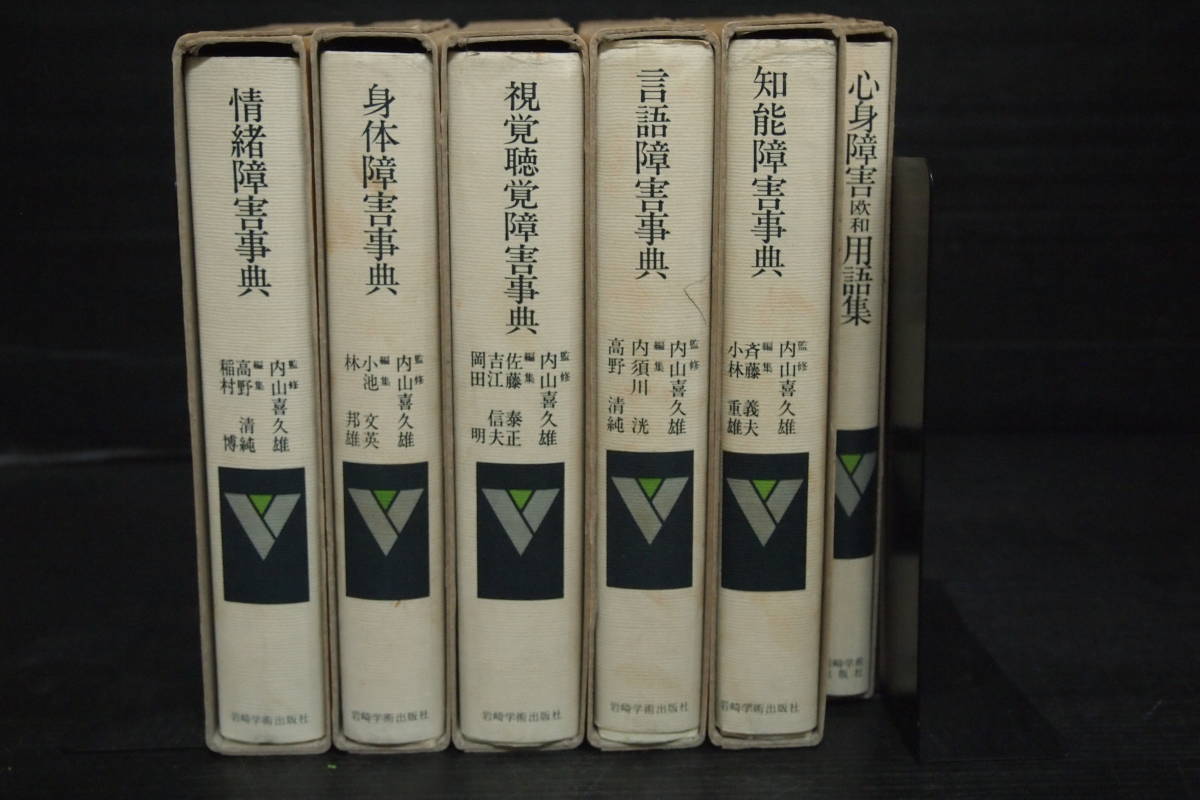 情緒障害事典
監修
内山喜久雄
編集
高野 清純
稲村 博
岩崎学術出版社
身体障害事典
監修
内山喜久雄
編集
小池 文英
林 邦雄
岩崎学術出版社
視覚聴覚障害事典
監修
内山喜久雄
編集
佐藤 泰正
吉江 信夫
岡田 明
岩崎学術出版社
言語障害事典
監修
内山喜久雄
編集
内須川 洸
高野 清純
岩崎学術出版社
知能障害事典
監修
内山喜久雄
編集
斉藤 義夫
小林 重雄
岩崎学術出版社
心身障害欧和用語集
岩崎学術
出版社